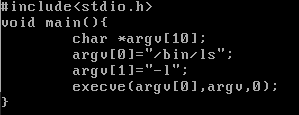 #include<stdio.h>
void main(){
        char *argv[10];
        argv[0]="/bin/ls";
        argv[1]="-l";
        execve(argv[0],argv,0);
}